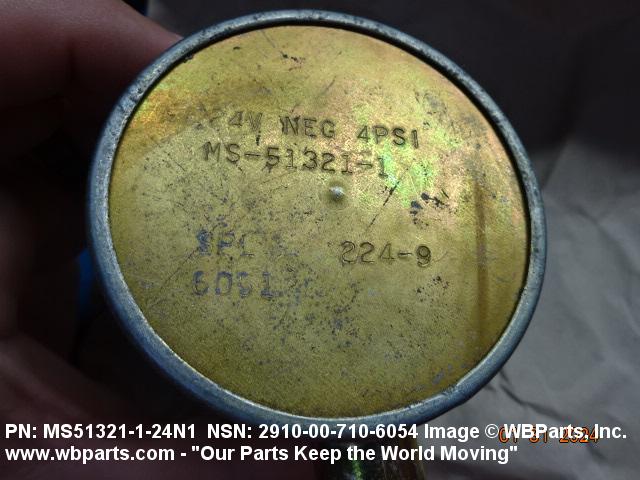 24V NEG 4PSI
MS-51321-1
224-9
PN: MS51321-1-24N1 NSN: 2910-00-710-6054 Image © WBParts, Inc.
www.wbparts.com - "Our Parts Keep the World Moving"